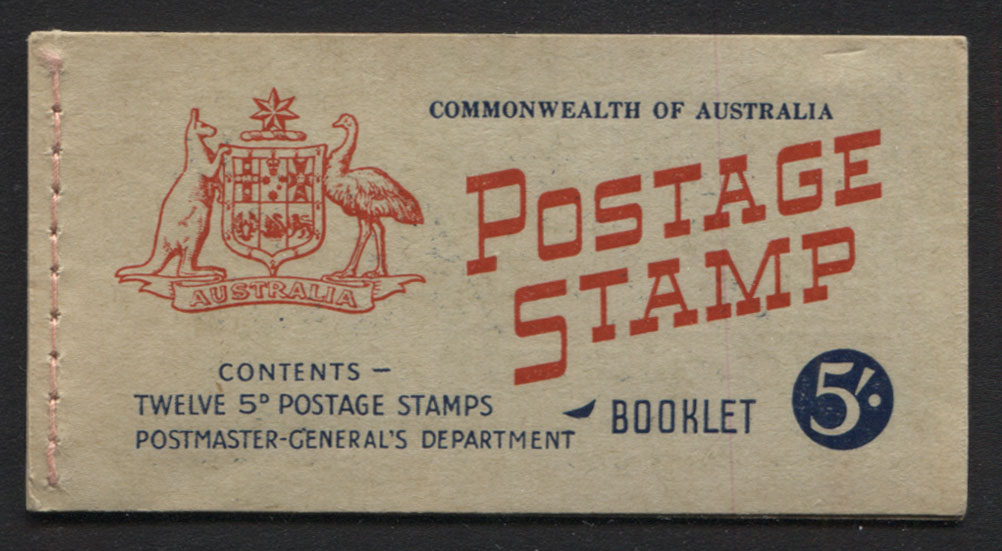 COMMONWEALTH OF AUSTRALIA
POSTAGE
STAMP
AUSTRALIA
CONTENTS –
TWELVE 5D POSTAGE STAMPS
POSTMASTER-GENERAL'S DEPARTMENT
BOOKLET
5/·